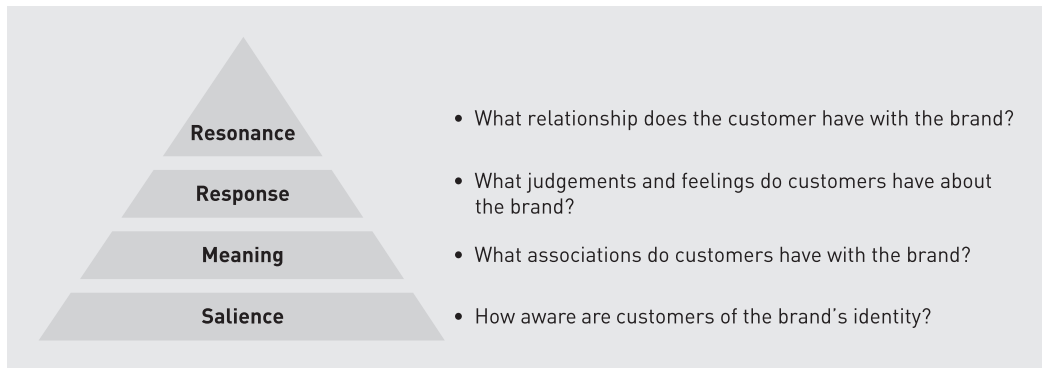 Resonance
• What relationship does the customer have with the brand?
Response
• What judgements and feelings do customers have about
the brand?
Meaning
• What associations do customers have with the brand?
Salience
• How aware are customers of the brand’s identity?